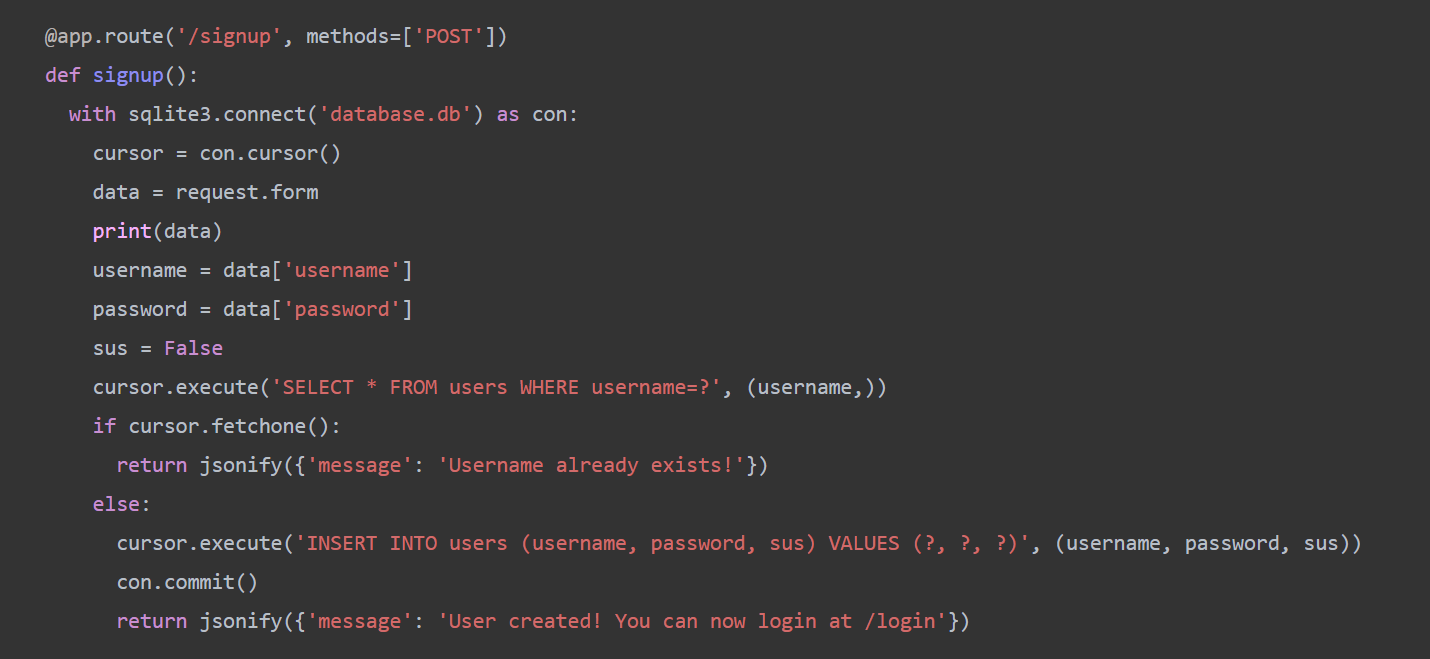 @app.route('/signup', methods=['POST'])
def signup():
  with sqlite3.connect('database.db') as con:
    cursor = con.cursor()
    data = request.form
    print(data)
    username = data['username']
    password = data['password']
    sus = False
    cursor.execute('SELECT * FROM users WHERE username=?', (username,))
    if cursor.fetchone():
      return jsonify({'message': 'Username already exists!'})
    else:
      cursor.execute('INSERT INTO users (username, password, sus) VALUES (?, ?, ?)', (username, password, sus))
      con.commit()
      return jsonify({'message': 'User created! You can now login at /login'})